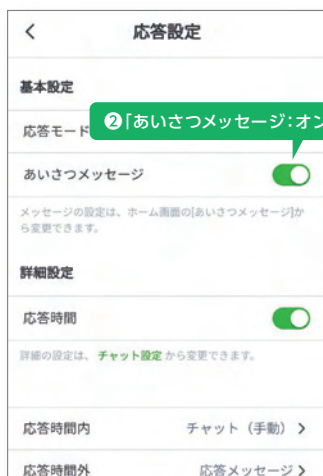 応答設定
基本設定
応答モード
❷「あいさつメッセージ：オン
あいさつメッセージ
メッセージの設定は、ホーム画面の[あいさつメッセージ]か
ら変更できます。
詳細設定
応答時間
詳細の設定は、 チャット設定 から変更できます。
応答時間内 チャット（手動） >
応答時間外 応答メッセージ >